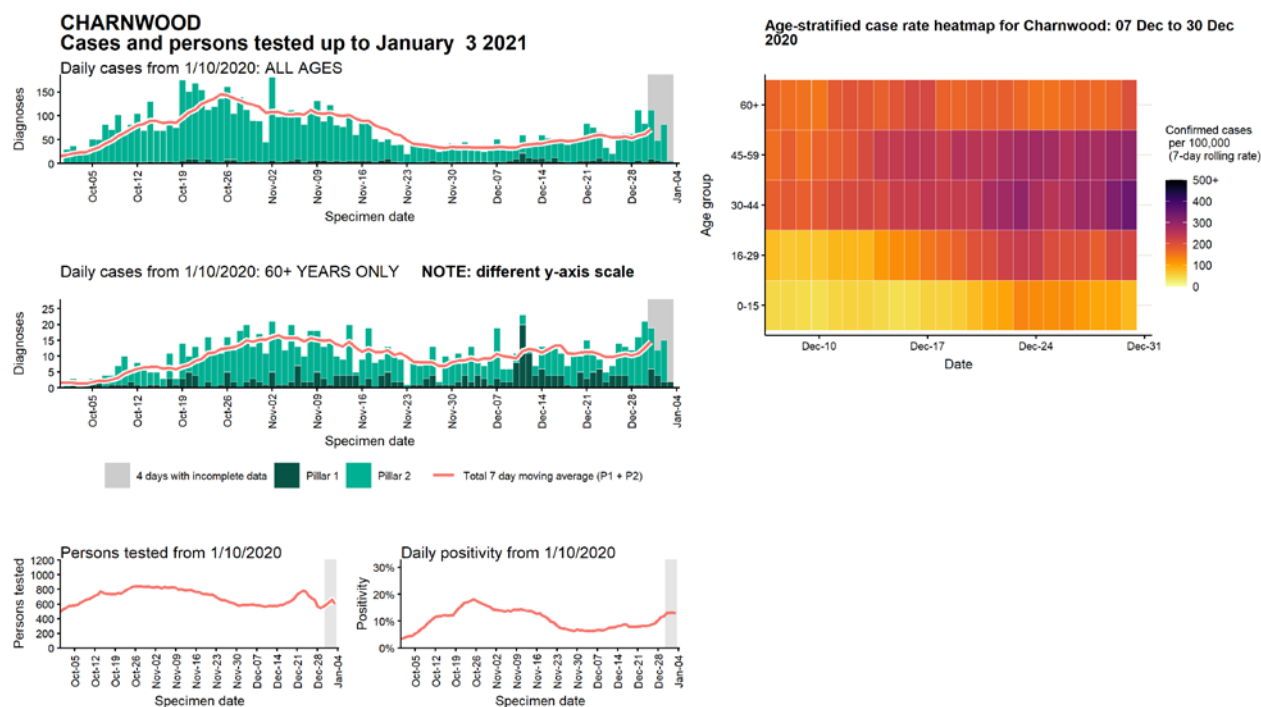 CHARNWOOD
Cases and persons tested up to January 3 2021
Daily cases from 1/10/2020: ALL AGES
Diagnoses
150
100
50
0
Oct-05
Oct-12
Oct-19
Oct-26
Nov-02
Nov-09
Nov-16
Nov-23
Nov-30
Dec-07
Dec-14
Dec-21
Dec-28
Jan-04
Specimen date
Daily cases from 1/10/2020: 60+ YEARS ONLY NOTE: different y-axis scale
Diagnoses
25
20
15
10
5
0
Oct-05
Oct-12
Oct-19
Oct-26
Nov-02
Nov-09
Nov-16
Nov-23
Nov-30
Dec-07
Dec-14
Dec-21
Dec-28
Jan-04
Specimen date
4 days with incomplete data Pillar 1 Pillar 2 Total 7 day moving average (P1 + P2)
Persons tested from 1/10/2020
Persons tested
1200
1000
800
600
400
200
0
Oct-05
Oct-12
Oct-19
Oct-26
Nov-02
Nov-09
Nov-16
Nov-23
Nov-30
Dec-07
Dec-14
Dec-21
Dec-28
Jan-04
Specimen date
Daily positivity from 1/10/2020
Positivity
30%
20%
10%
0%
Oct-05
Oct-12
Oct-19
Oct-26
Nov-02
Nov-09
Nov-16
Nov-23
Nov-30
Dec-07
Dec-14
Dec-21
Dec-28
Jan-04
Specimen date
Age-stratified case rate heatmap for Charnwood: 07 Dec to 30 Dec
2020
Age group
60+
45-59
30-44
16-29
0-15
Dec-10
Dec-17
Dec-24
Dec-31
Date
Confirmed cases
per 100,000
(7-day rolling rate)
500+
400
300
200
100
0